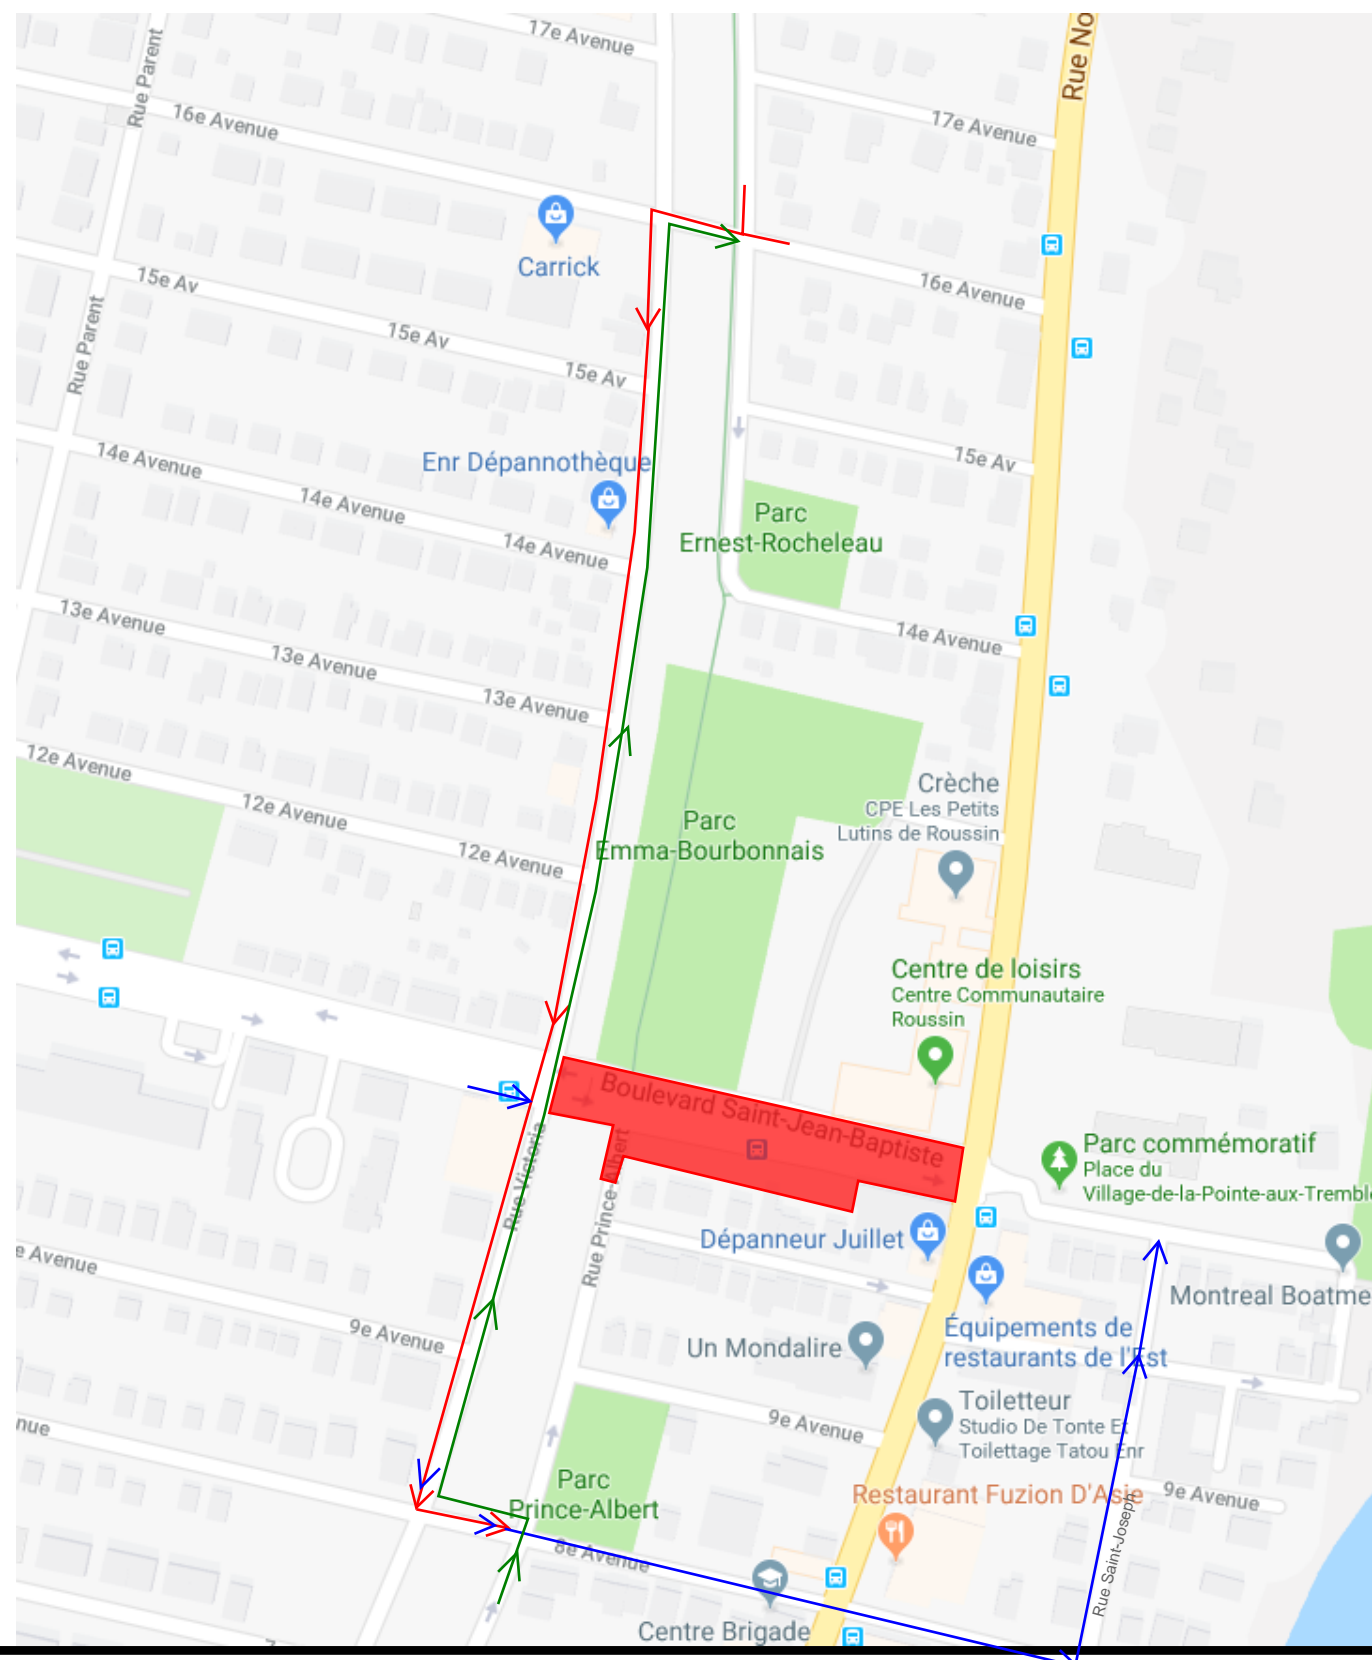 17e Avenue
Rue No
Rue Parent
16e Avenue
17e Avenue
Carrick
15e Av
16e Avenue
Rue Parent
15e Av
15e Av
14e Avenue
Enr Dépannothèque
15e Av
14e Avenue
Parc
Ernest-Rocheleau
14e Avenue
13e Avenue
14e Avenue
13e Avenue
13e Avenue
12e Avenue
Crèche
CPE Les Petits
Lutins de Roussin
12e Avenue
Parc
Emma-Bourbonnais
12e Avenue
Centre de loisirs
Centre Communautaire
Roussin
Boulevard Saint-Jean-Baptiste
Parc commémoratif
Place du
Village-de-la-Pointe-aux-Tremble
Rue Victoria
Rue Prince-Albert
Dépanneur Juillet
e Avenue
Montreal Boatme
9e Avenue
Un Mondalire
Équipements de
restaurants de l'Est
Toiletteur
Studio De Tonte Et
Toilettage Tatou Enr
9e Avenue
nue
Parc
Prince-Albert
Restaurant Fuzion D'Asie
9e Avenue
8e Avenue
Rue Saint-Joseph
Centre Brigade